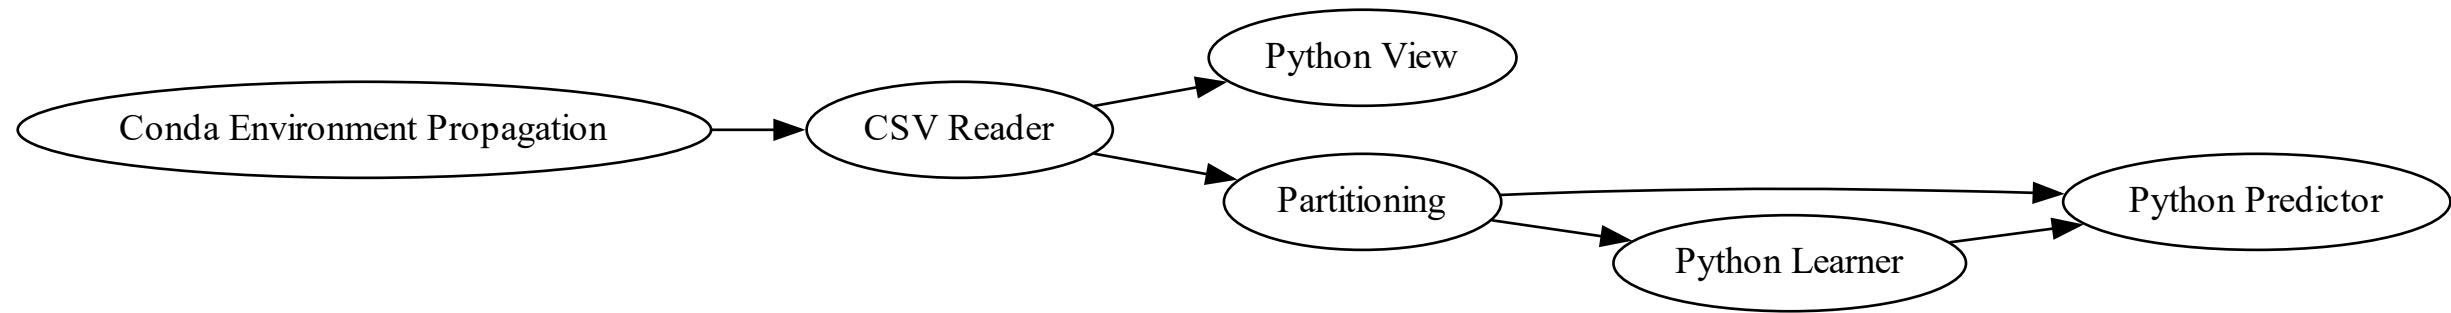 Conda Environment Propagation
CSV Reader
Python View
Partitioning
Python Learner
Python Predictor